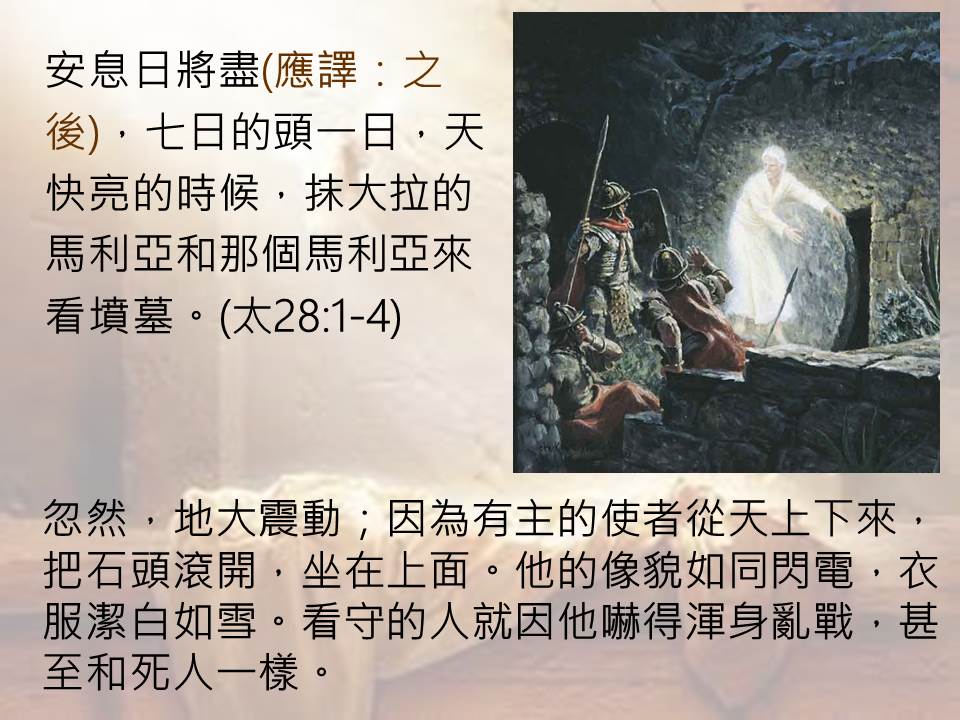 安息日將盡(應譯：之
後)，七日的頭一日，天
快亮的時候，抹大拉的
馬利亞和那個馬利亞來
看墳墓。(太28:1-4)
忽然，地大震動；因為有主的使者從天上下來，
把石頭滾開，坐在上面。他的像貌如同閃電，衣
服潔白如雪。看守的人就因他嚇得渾身亂戰，甚
至和死人一樣。